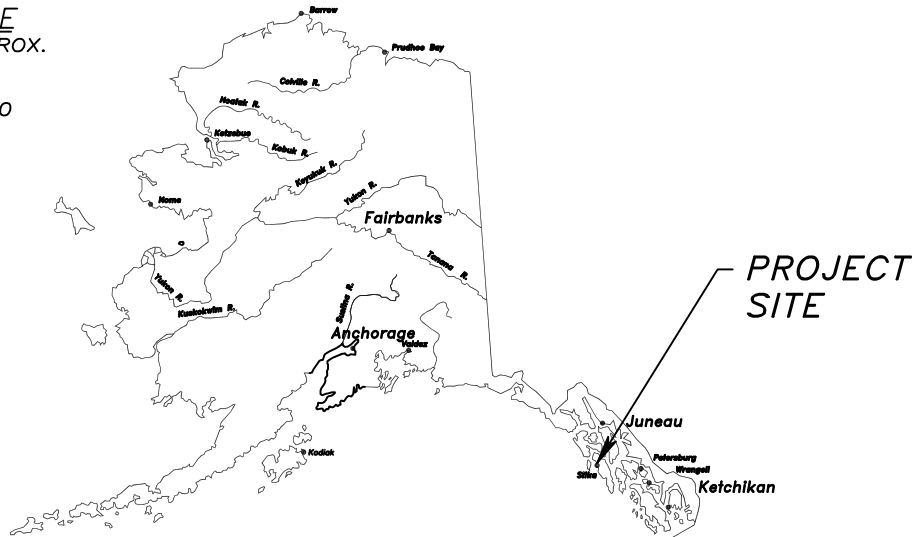 E
ROX.
O
Barrow
Prudhoe Bay
Colville R.
Noatak R.
Kotzebue
Kobuk R.
Koyukuk R.
Yukon R.
Nome
Fairbanks
Tanana R.
Yukon R.
Kuskokwim R.
Susitna R.
Anchorage
Valdez
PROJECT
SITE
Juneau
Kodiak
Petersburg
Sitka
Wrangell
Ketchikan